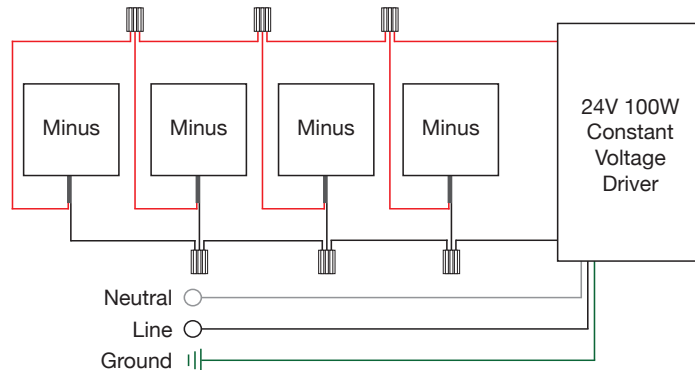 Minus
Minus
Minus
Minus
24V 100W
Constant
Voltage
Driver
Neutral
Line
Ground